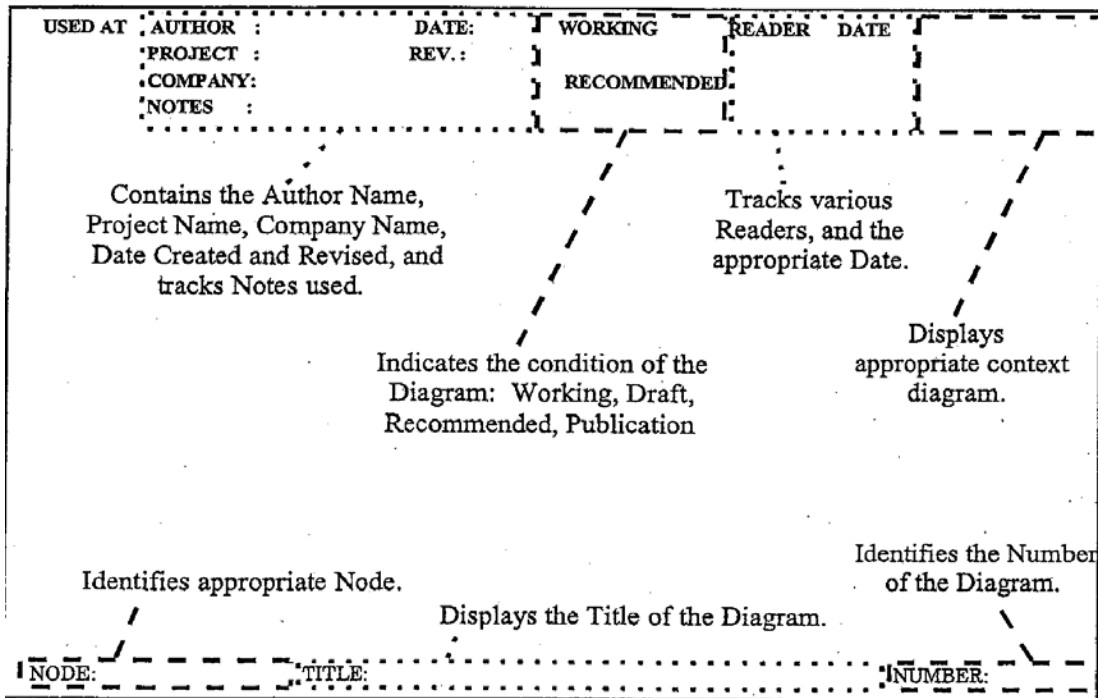 USED AT AUTHOR : DATE: WORKING READER DATE
PROJECT : REV.:
COMPANY: RECOMMENDED
NOTES :
Contains the Author Name,
Project Name, Company Name,
Date Created and Revised, and
tracks Notes used.
Tracks various
Readers, and the
appropriate Date.
Indicates the condition of the
Diagram: Working, Draft,
Recommended, Publication
Displays
appropriate context
diagram.
Identifies appropriate Node.
Displays the Title of the Diagram.
Identifies the Number
of the Diagram.
NODE: TITLE: NUMBER: